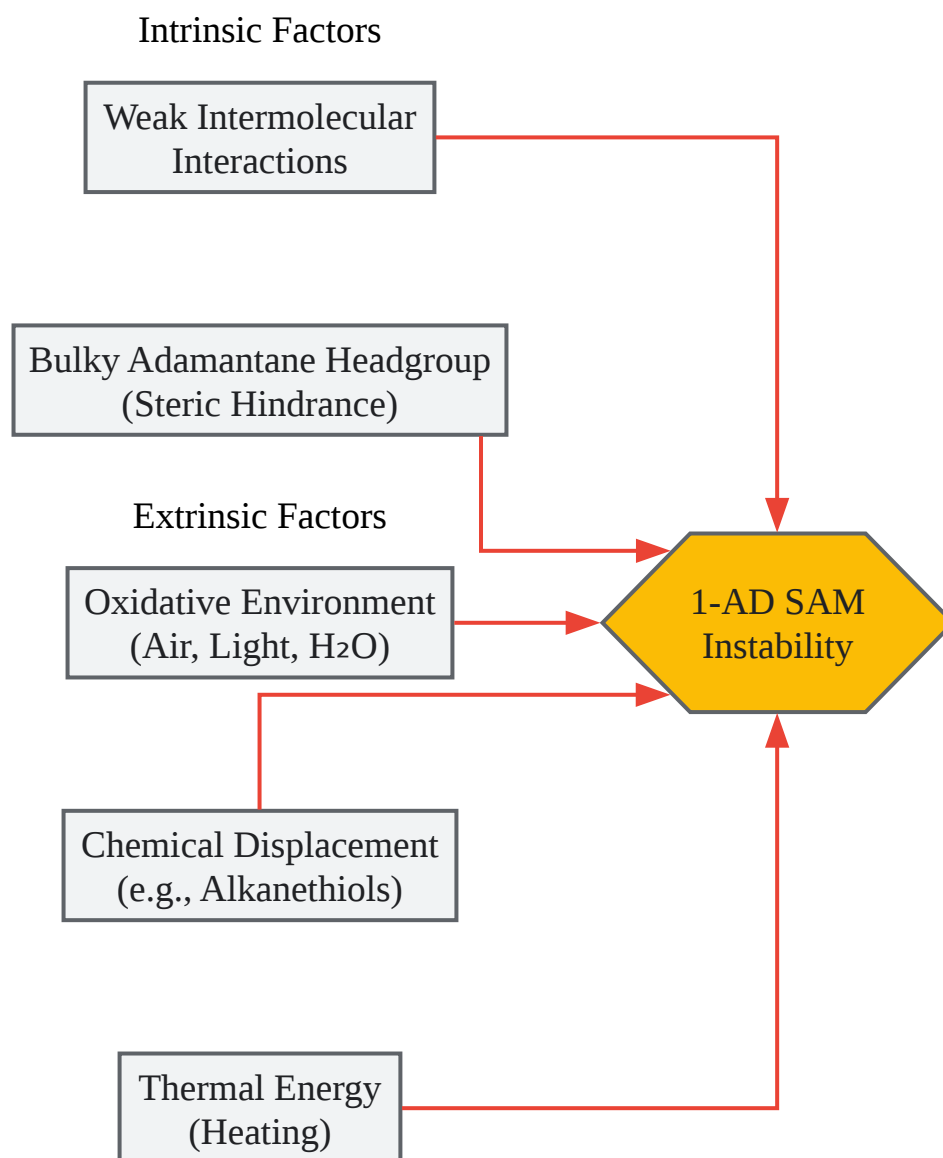 Intrinsic Factors
Weak Intermolecular
Interactions
Bulky Adamantane Headgroup
(Steric Hindrance)
Extrinsic Factors
Oxidative Environment
(Air, Light, H₂O)
1-AD SAM
Instability
Chemical Displacement
(e.g., Alkanethiols)
Thermal Energy
(Heating)